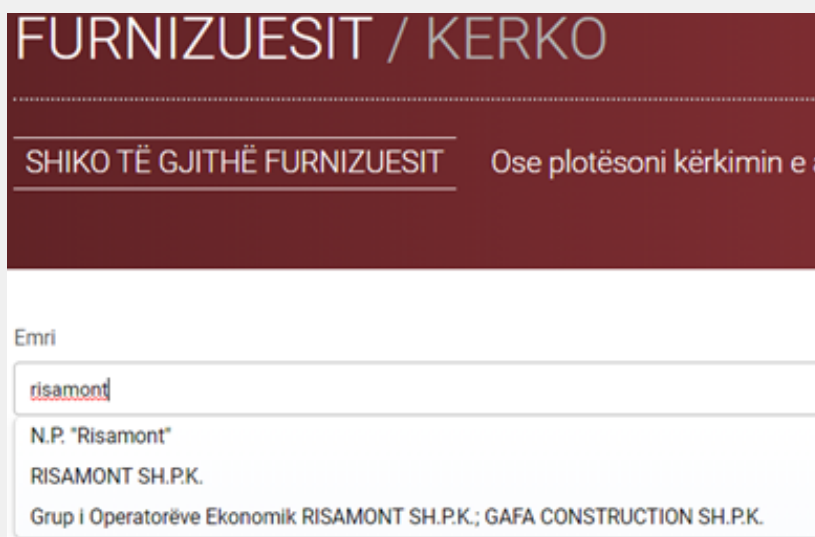 FURNIZUESIT / KERKO
SHIKO TË GJITHË FURNIZUESIT Ose plotësoni kërkimin e
Emri
risamont
N.P. "Risamont"
RISAMONT SH.P.K.
Grup i Operatorëve Ekonomik RISAMONT SH.P.K.; GAFA CONSTRUCTION SH.P.K.